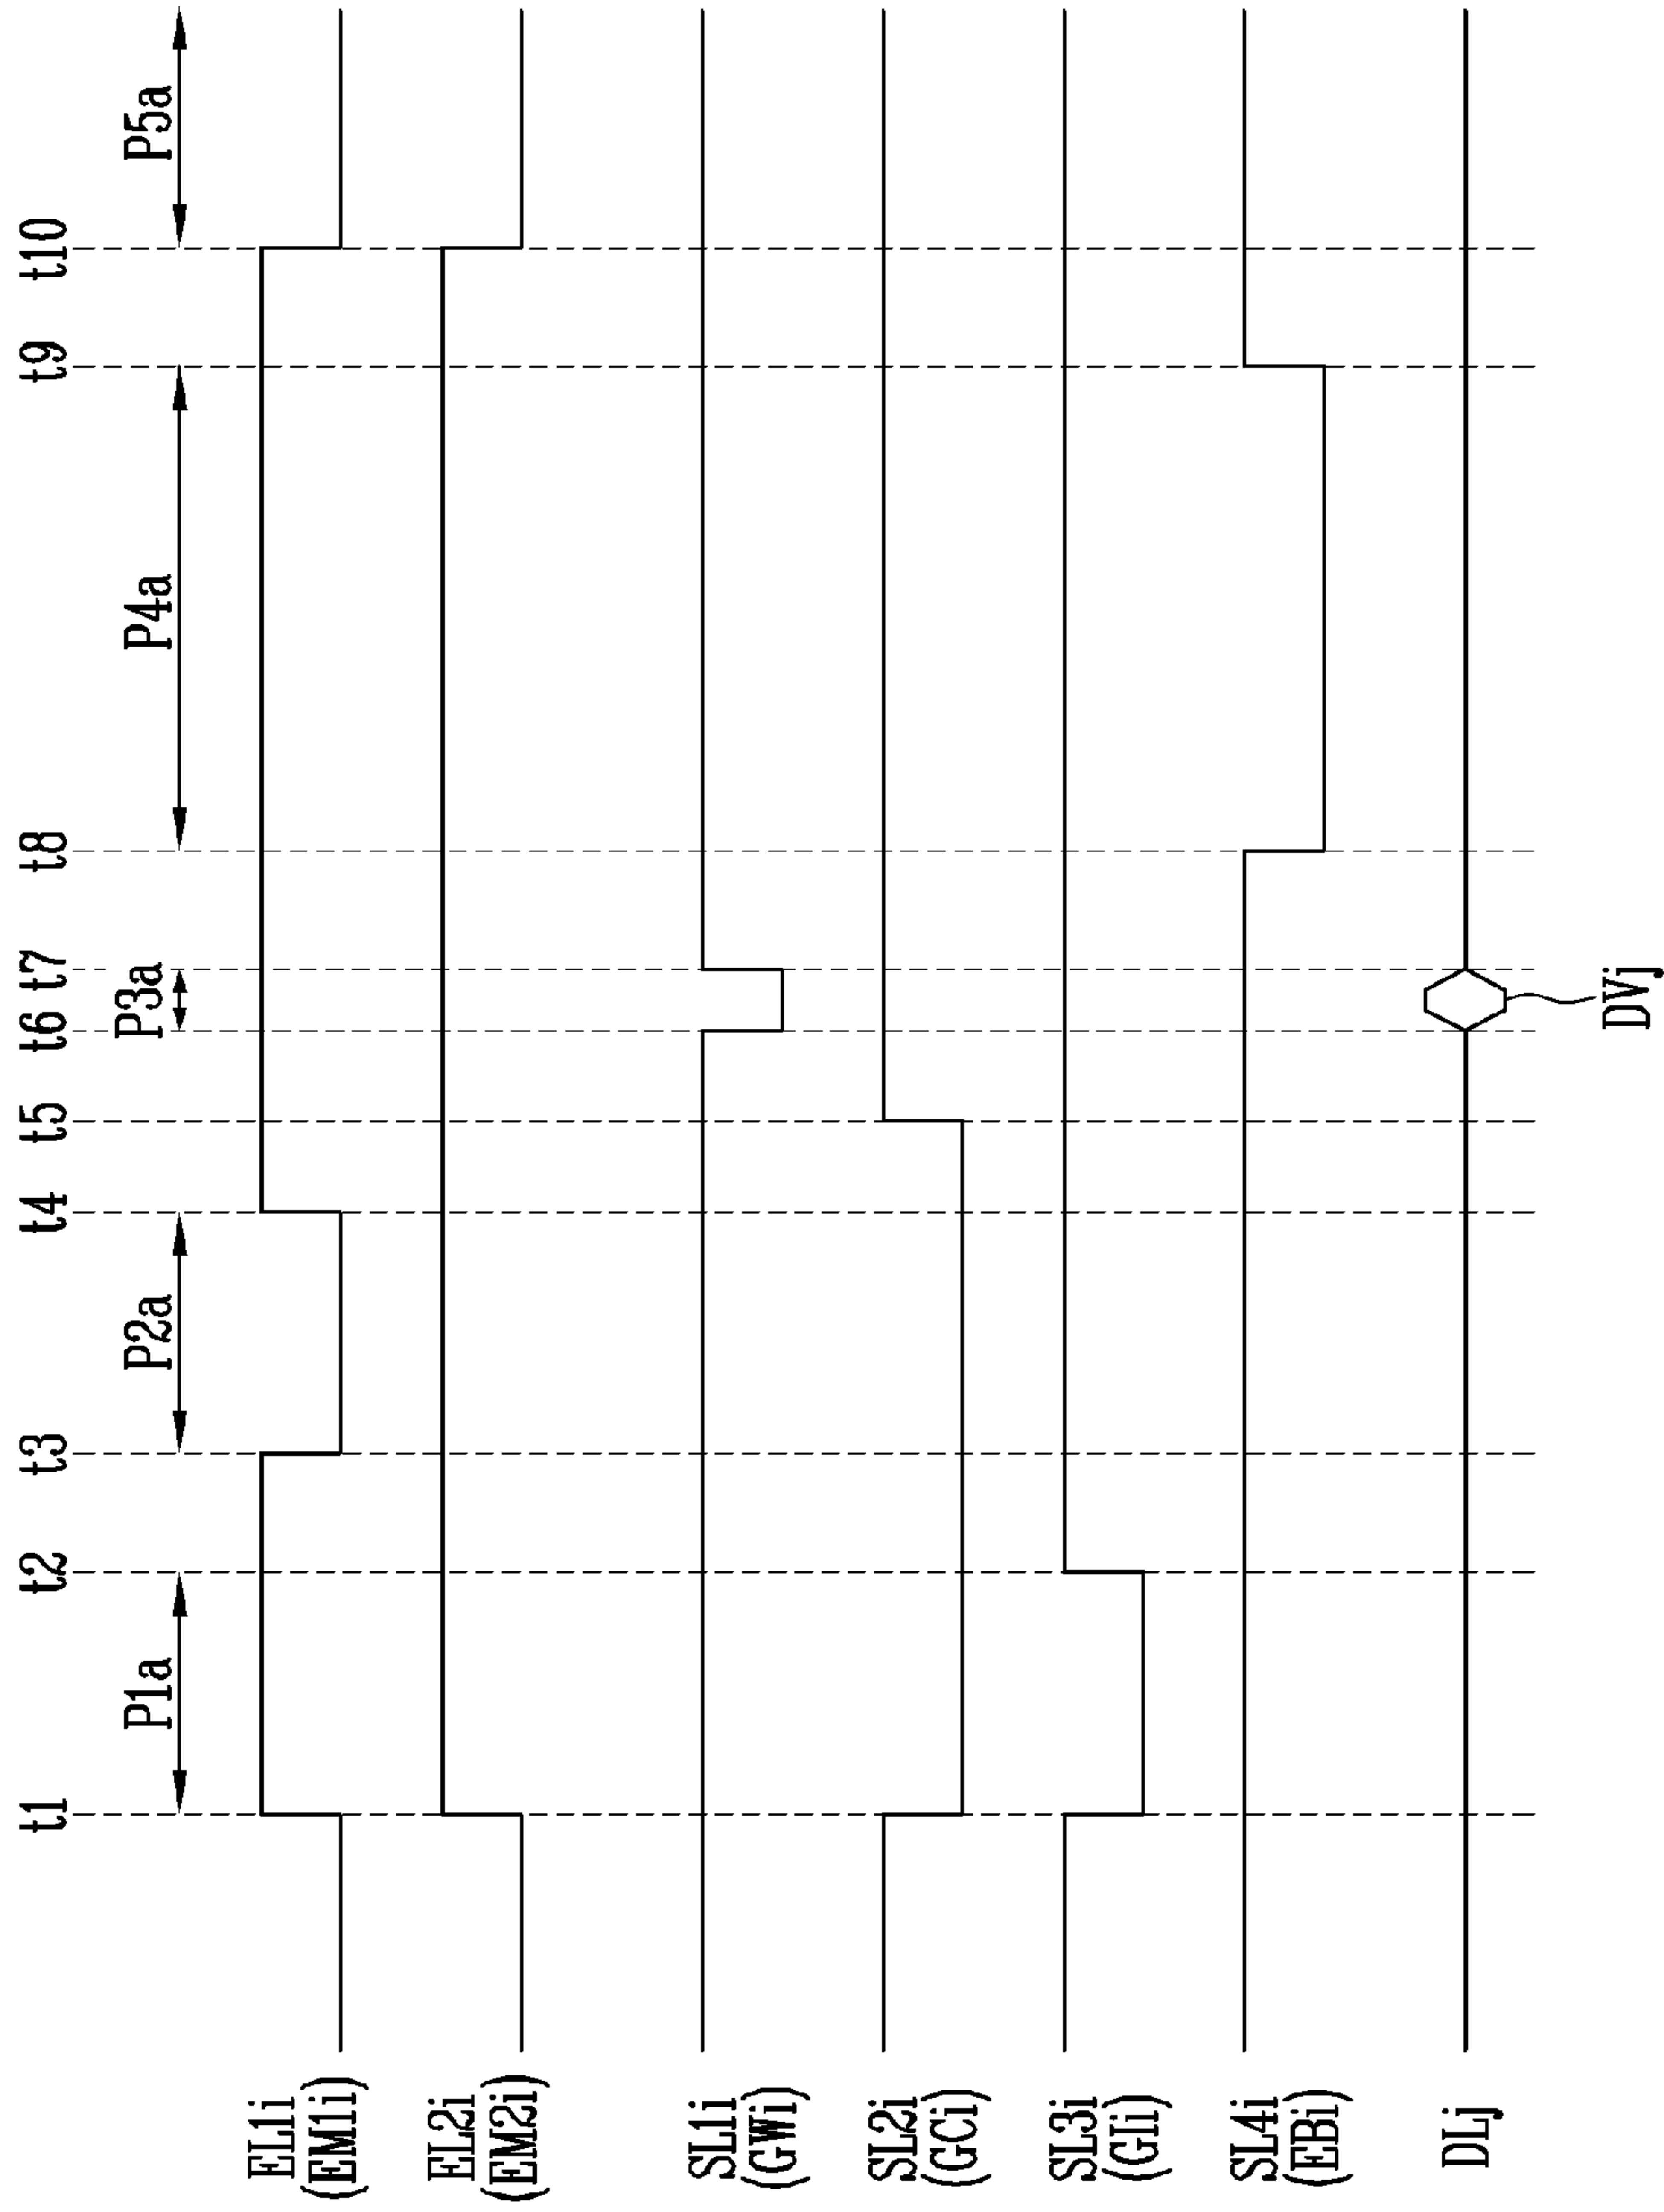 t1 t2 t3 t4 t5 t6 t7 t8 t9 t10
P1a P2a P3a P4a P5a
EL1i
(EM1i)
EL2i
(EM2i)
SL1i
(GWi)
SL2i
(GCi)
SL3i
(GIi)
SL4i
(EBi)
DLj
DVj